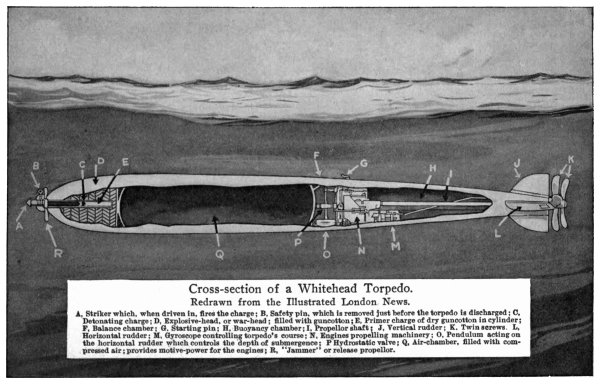 B
C
D
E
F
G
H
I
J
K
A
R
Q
P
O
N
M
L
Cross-section of a Whitehead Torpedo.
Redrawn from the Illustrated London News.
A, Striker which, when driven in, fires the charge; B, Safety pin, which is removed just before the torpedo is discharged; C,
Detonating charge; D, Explosive-head, or war-head; filled with guncotton; E, Primer charge of dry guncotton in cylinder;
F, Balance chamber; G, Starting pin; H, Buoyancy chamber; I, Propellor shaft; J, Vertical rudder; K. Twin screws. L,
Horizontal rudder; M, Gyroscope controlling torpedo's course; N, Engines propelling machinery; O, Pendulum acting on
the horizontal rudder which controls the depth of submergence; P Hydrostatic valve; Q, Air-chamber, filled with com-
pressed air; provides motive-power for the engines; R, "Jammer" or release propellor.